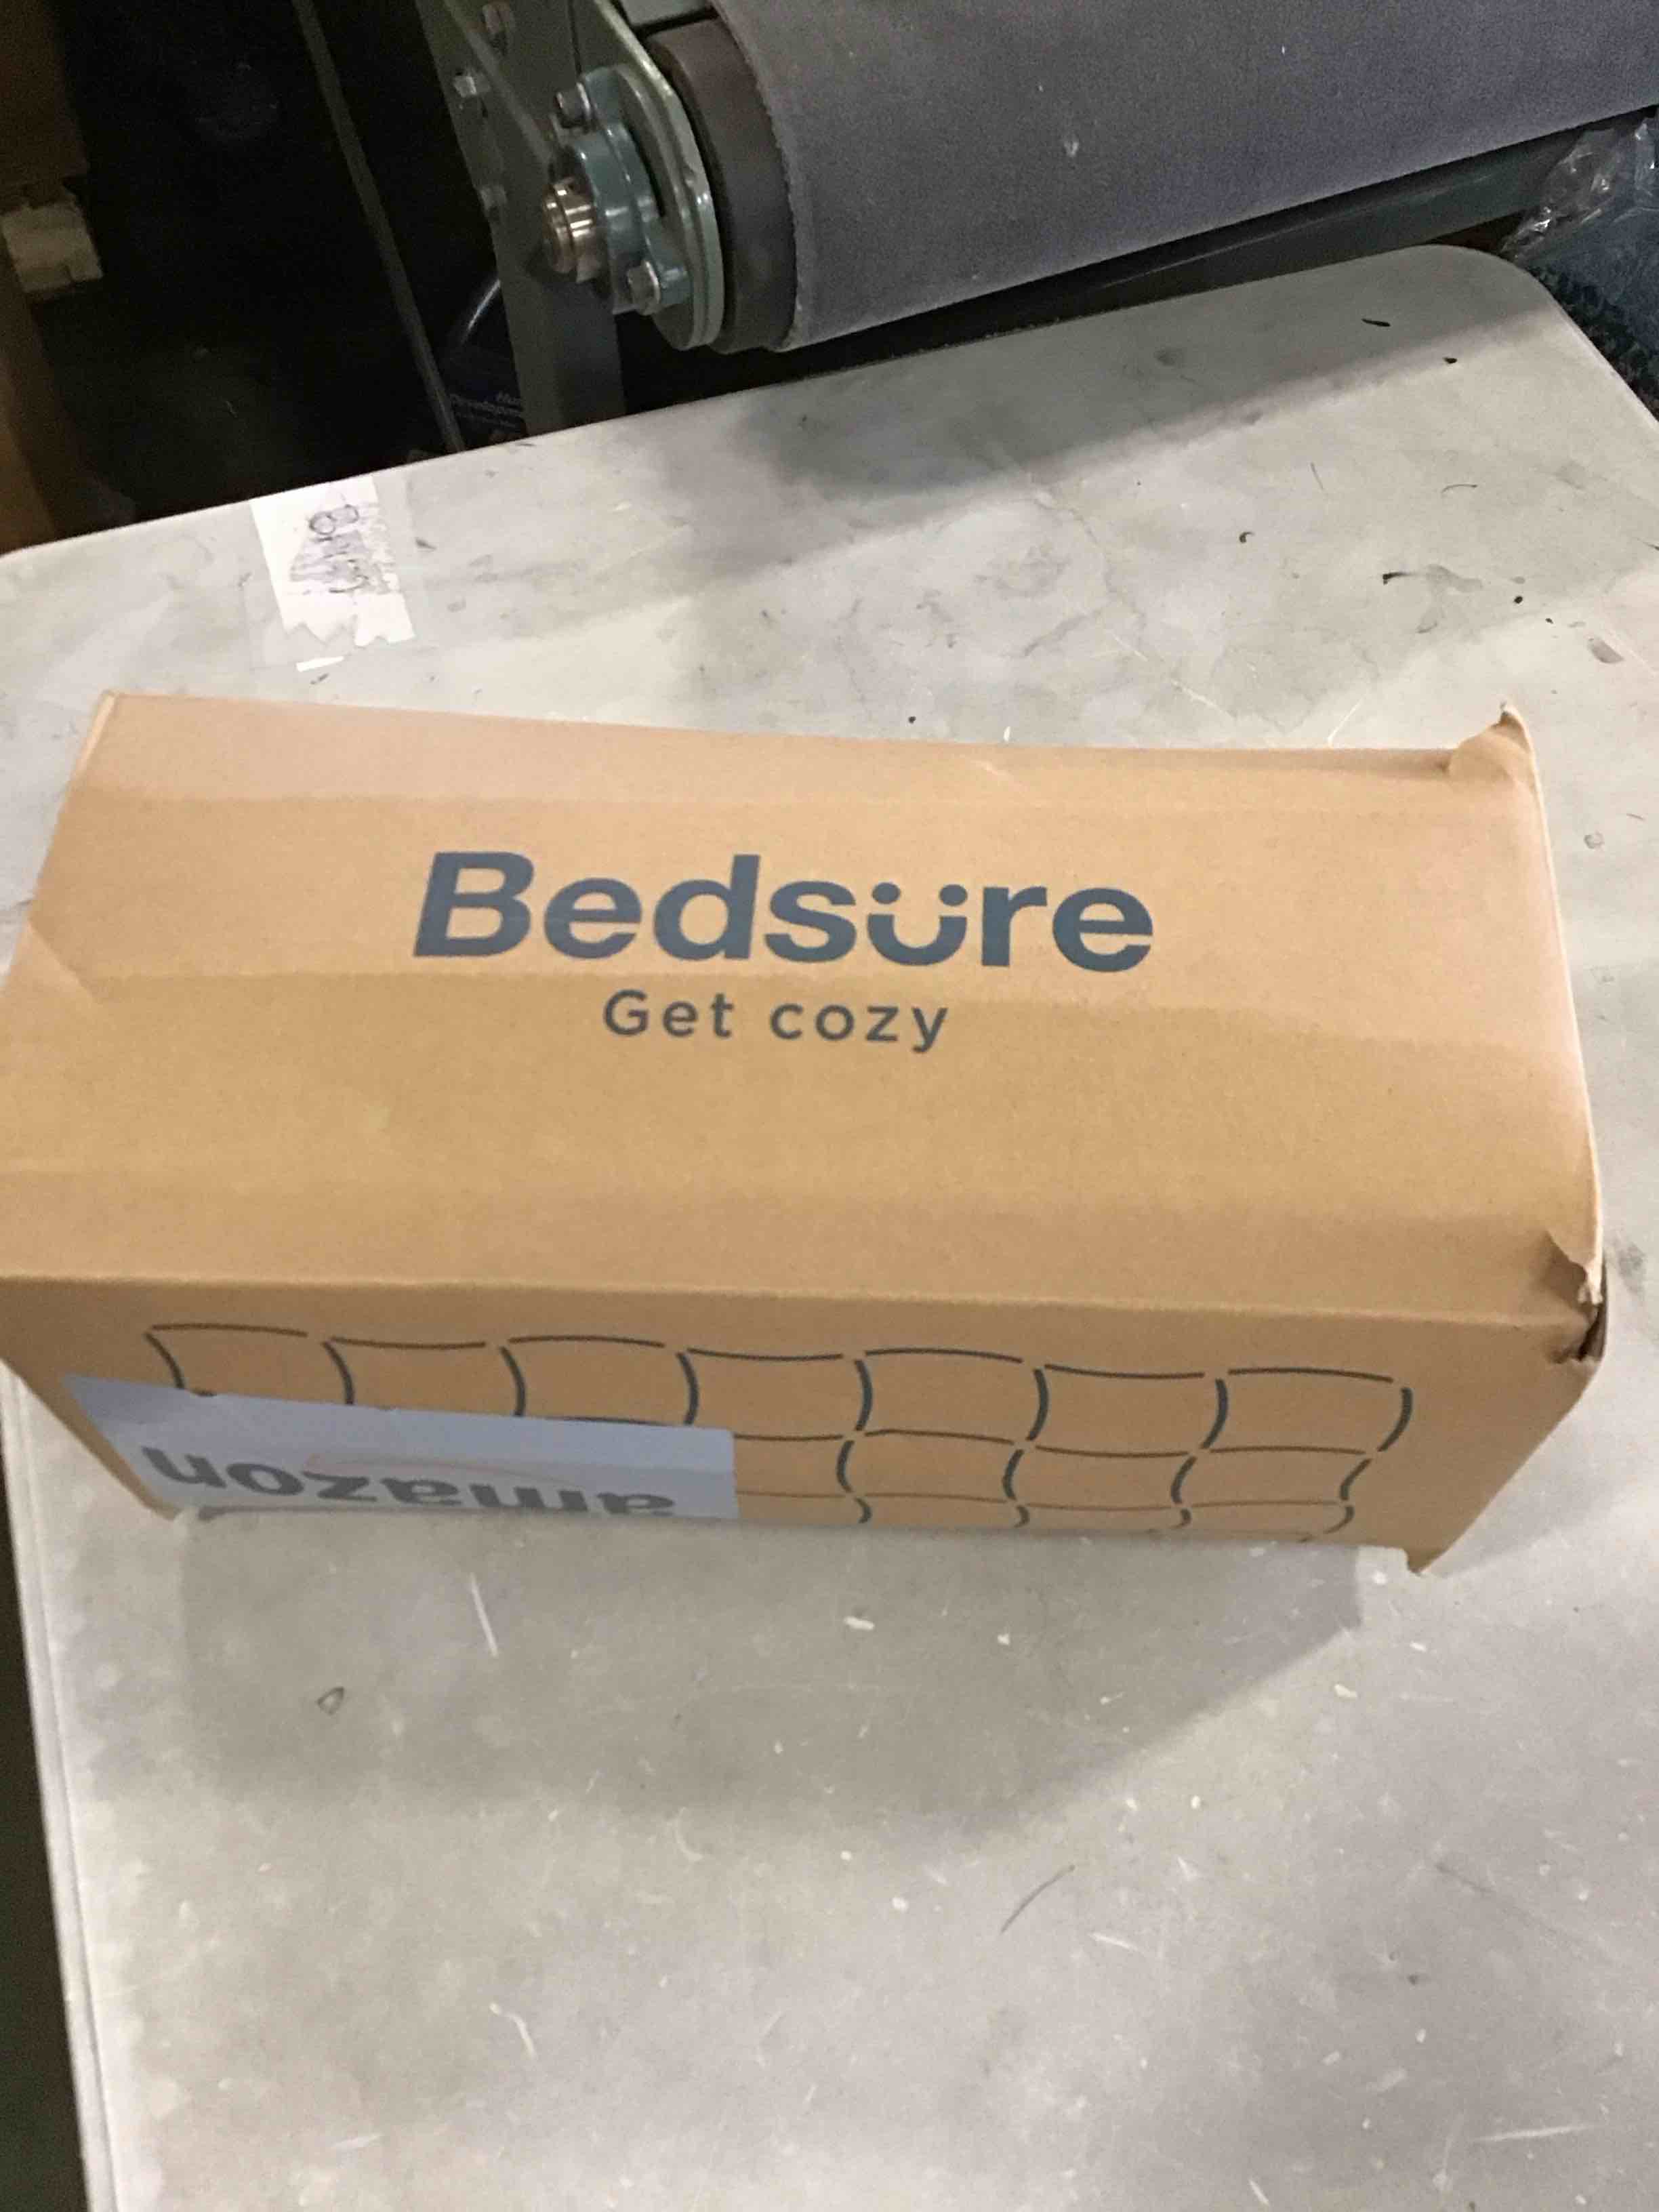 Bedsure
Get cozy
amazon